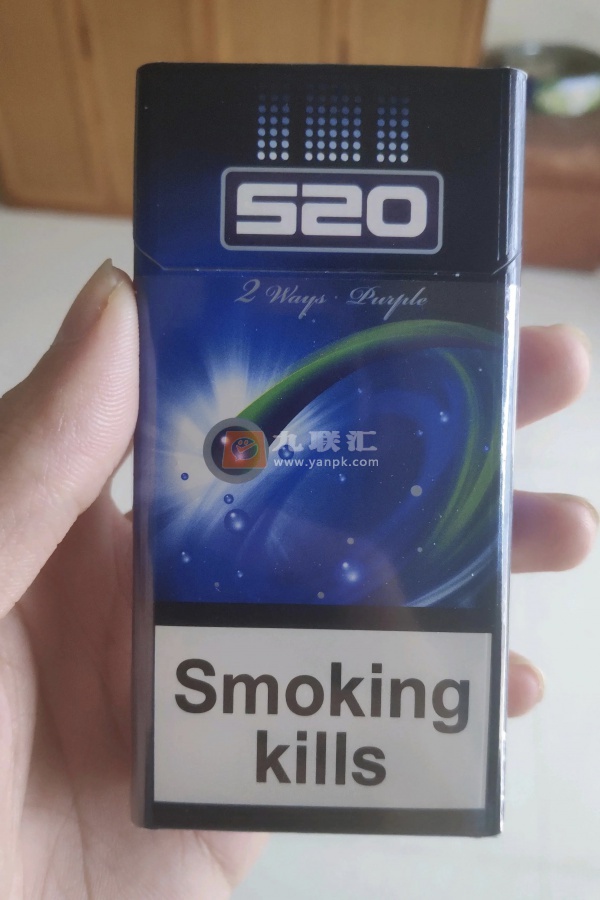 520
2 Ways · Purple
九联汇
www.yanpk.com
Smoking
kills